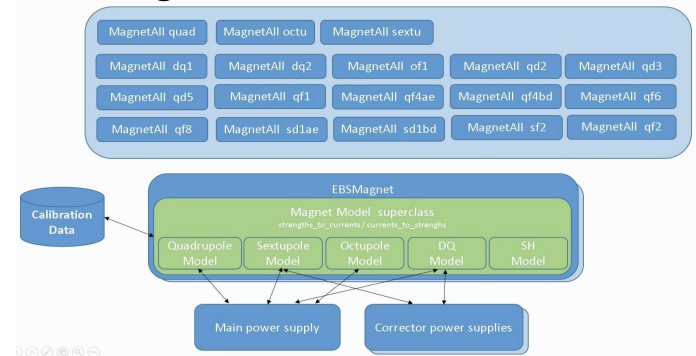 MagnetAll quad
MagnetAll octu
MagnetAll sextu
MagnetAll dq1
MagnetAll dq2
MagnetAll of1
MagnetAll qd2
MagnetAll qd3
MagnetAll qd5
MagnetAll qf1
MagnetAll qf4ae
MagnetAll qf4bd
MagnetAll qf6
MagnetAll qf8
MagnetAll sd1ae
MagnetAll sd1bd
MagnetAll sf2
MagnetAll qf2
EBSMagnet
Calibration
Data
Magnet Model superclass
strengths_to_currents / currents_to_strenghs
Quadrupole
Model
Sextupole
Model
Octupole
Model
DQ
Model
SH
Model
Main power supply
Corrector power supplies